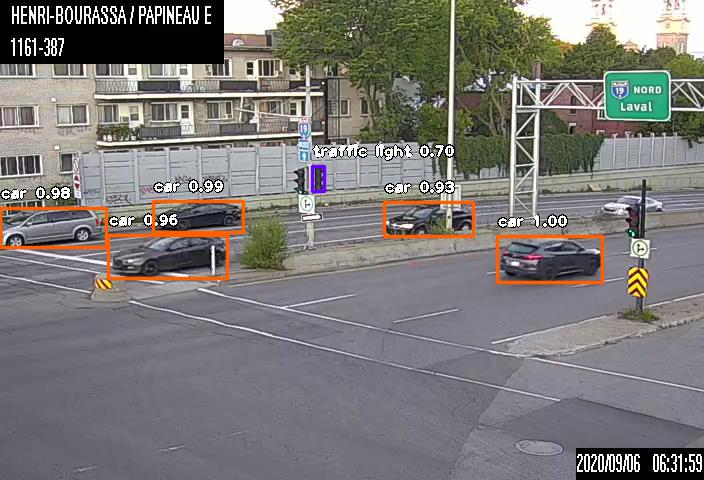 HENRI-BOURASSA / PAPINEAU E
1161-387
19 NORD
Laval
19
traffic light 0.70
car 0.98
car 0.99
car 0.93
car 0.96
car 1.00
2020/09/06 06:31:59